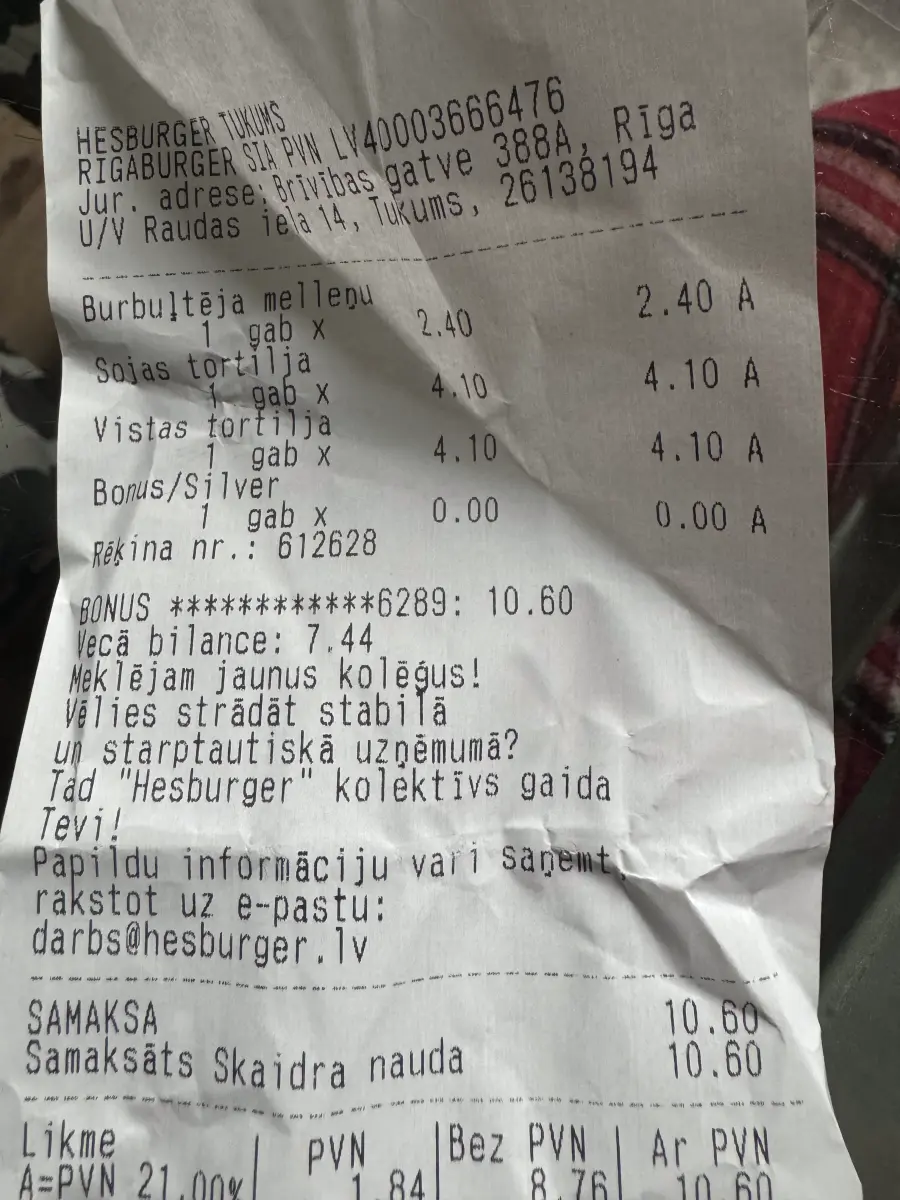 HESBURGER TUKUMS
RIGABURGER SIA PVN LV40003666476
Jur. adrese: Brīvības gatve 388A, Rīga
U/V Raudas iela 14, Tukums, 26138194
Burbuļtēja melleņu 2.40 A
1 gab x 2.40
Sojas tortilja
1 gab x 4.10 4.10 A
Vistas tortilja
1 gab x 4.10 4.10 A
Bonus/Silver
1 gab x 0.00 0.00 A
Rēķina nr.: 612628
BONUS ************6289: 10.60
Vecā bilance: 7.44
Meklējam jaunus kolēģus!
Vēlies strādāt stabilā
un starptautiskā uzņēmumā?
Tad "Hesburger" kolektīvs gaida
Tevi!
Papildu informāciju vari saņemt,
rakstot uz e-pastu:
darbs@hesburger.lv
SAMAKSA 10.60
Samaksāts Skaidra nauda 10.60
Likme | PVN | Bez PVN | Ar PVN
A=PVN 21.00% | 1.84 | 8.76 | 10.60